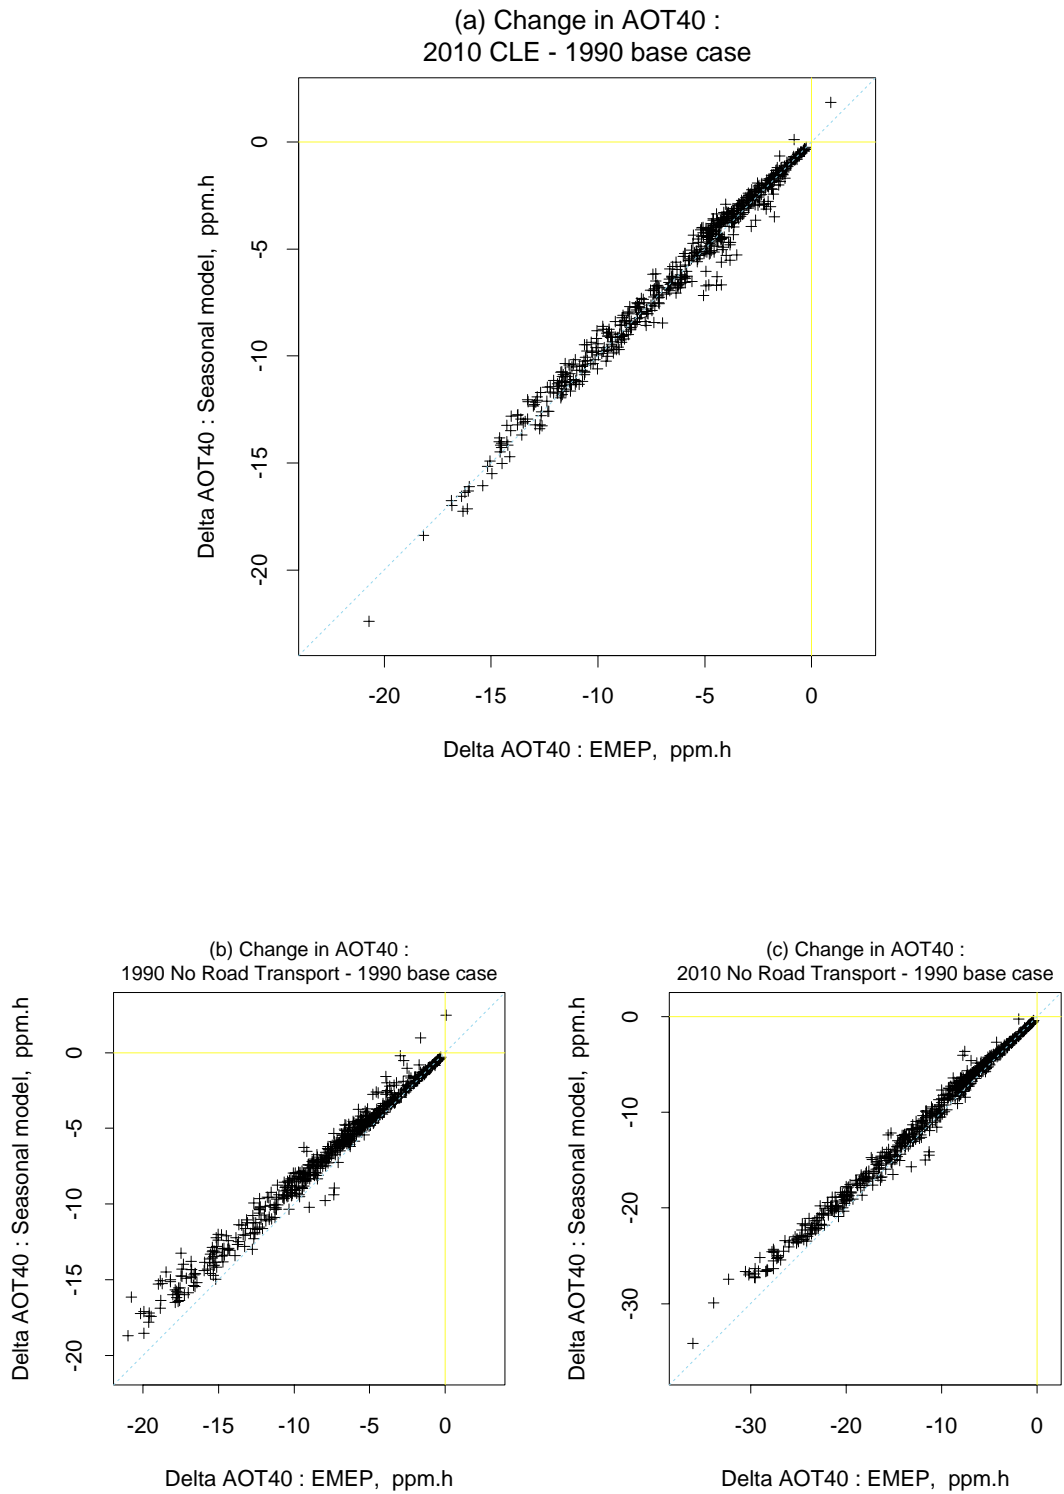 (a) Change in AOT40 :
2010 CLE - 1990 base case
Delta AOT40 : Seasonal model, ppm.h
0
-5
-10
-15
-20
-20 -15 -10 -5 0
Delta AOT40 : EMEP, ppm.h
(b) Change in AOT40 :
1990 No Road Transport - 1990 base case
Delta AOT40 : Seasonal model, ppm.h
0
-5
-10
-15
-20
-20 -15 -10 -5 0
Delta AOT40 : EMEP, ppm.h
(c) Change in AOT40 :
2010 No Road Transport - 1990 base case
Delta AOT40 : Seasonal model, ppm.h
0
-10
-20
-30
-30 -20 -10 0
Delta AOT40 : EMEP, ppm.h